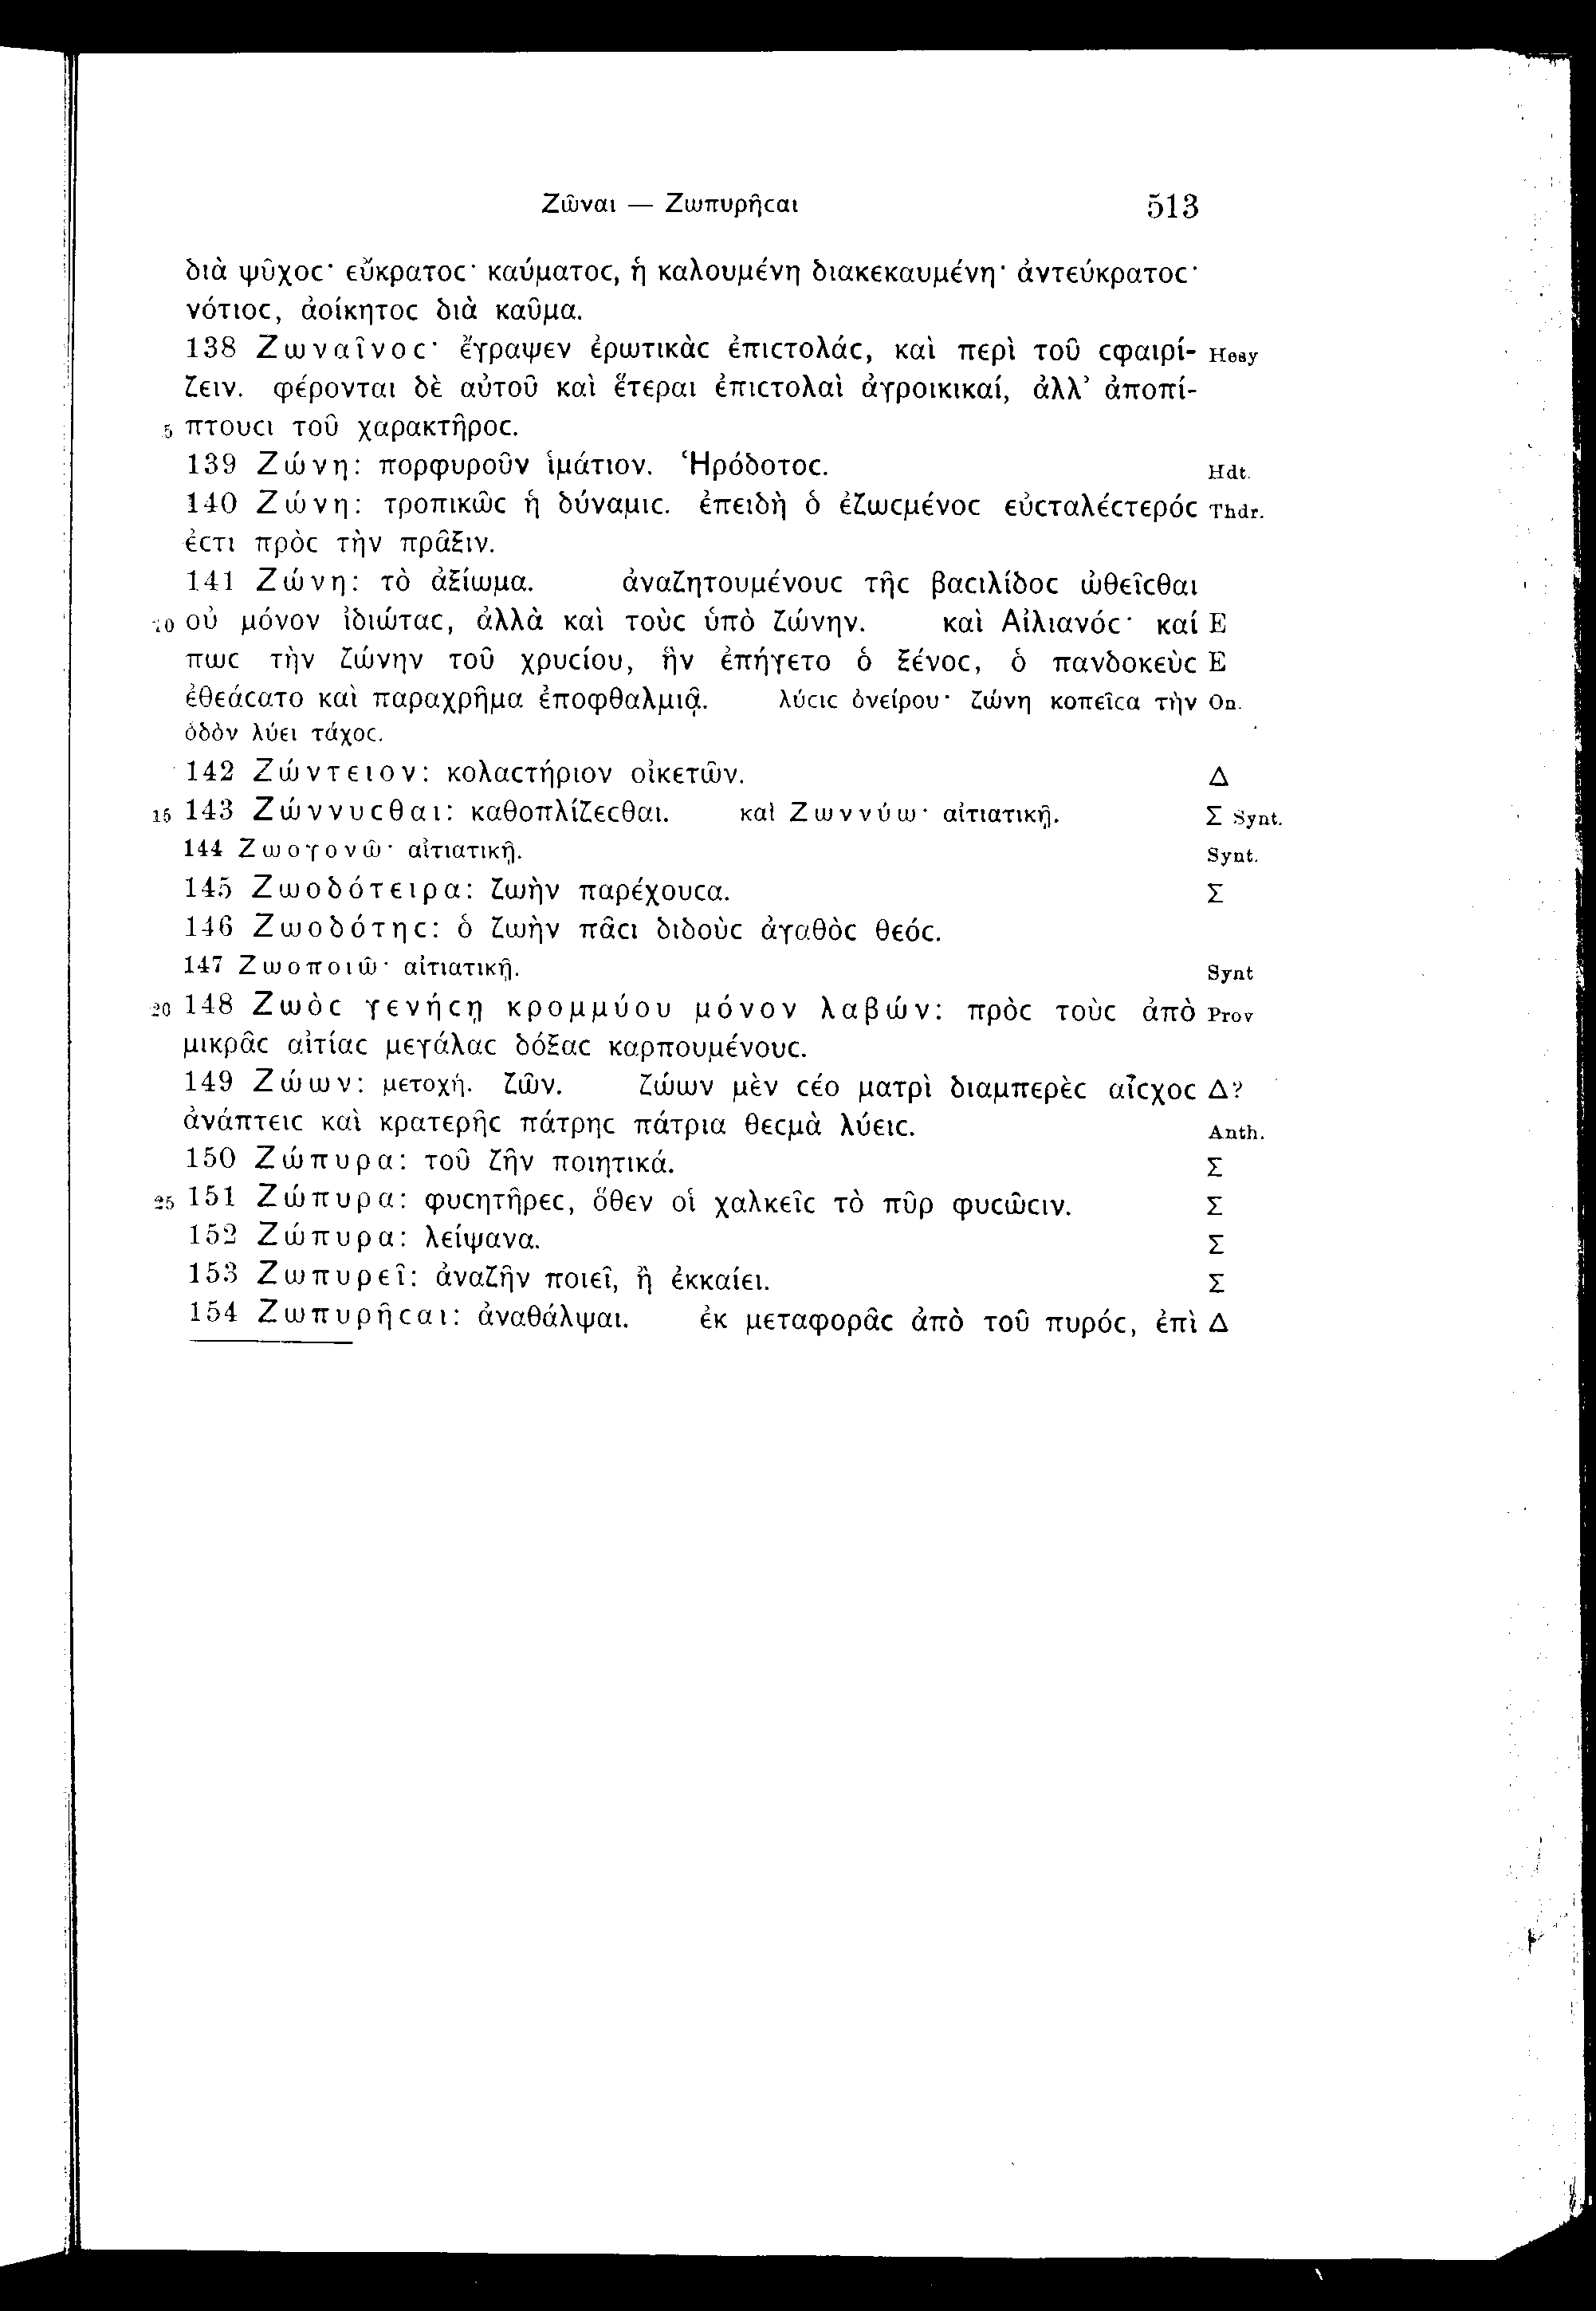 Ζῶναι — Ζωπυρῆϲαι 513
διὰ ψῦχοϲ· εὔκρατοϲ· καύματοϲ, ἡ καλουμένη διακεκαυμένη· ἀντεύκρατοϲ·
νότιοϲ, ἀοίκητοϲ διὰ καῦμα.
138 Ζωναῖνοϲ· ἔγραψεν ἐρωτικὰϲ ἐπιϲτολάϲ, καὶ περὶ τοῦ ϲφαιρί- Hesy
ζειν. φέρονται δὲ αὐτοῦ καὶ ἕτεραι ἐπιϲτολαὶ ἀγροικικαί, ἀλλ’ ἀποπί-
5 πτουϲι τοῦ χαρακτῆροϲ.
139 Ζώνη: πορφυροῦν ἱμάτιον. Ἡρόδοτοϲ. Hdt.
140 Ζώνη: τροπικῶϲ ἡ δύναμιϲ. ἐπειδὴ ὁ ἐζωϲμένοϲ εὐϲταλέϲτερόϲ Thdr.
ἐϲτι πρὸϲ τὴν πρᾶξιν.
141 Ζώνη: τὸ ἀξίωμα. ἀναζητουμένουϲ τῆϲ βαϲιλίδοϲ ὠθεῖϲθαι
10 οὐ μόνον ἰδιώταϲ, ἀλλὰ καὶ τοὺϲ ὑπὸ ζώνην. καὶ Αἰλιανόϲ· καί Ε
πωϲ τὴν ζώνην τοῦ χρυϲίου, ἣν ἐπήγετο ὁ ξένοϲ, ὁ πανδοκεὺϲ Ε
ἐθεάϲατο καὶ παραχρῆμα ἐποφθαλμιᾷ. λύϲιϲ ὀνείρου· ζώνη κοπεῖϲα τὴν On.
ὁδὸν λύει τάχοϲ.
142 Ζώντειον: κολαϲτήριον οἰκετῶν. Δ
15 143 Ζώννυϲθαι: καθοπλίζεϲθαι. καὶ Ζωννύω· αἰτιατικῇ. Σ Synt.
144 Ζωογονῶ· αἰτιατικῇ. Synt.
145 Ζωοδότειρα: ζωὴν παρέχουϲα. Σ
146 Ζωοδότηϲ: ὁ ζωὴν πᾶϲι διδοὺϲ ἀγαθὸϲ θεόϲ.
147 Ζωοποιῶ· αἰτιατικῇ. Synt
20 148 Ζωὸϲ γενήϲῃ κρομμύου μόνον λαβών: πρὸϲ τοὺϲ ἀπὸ Prov
μικρᾶϲ αἰτίαϲ μεγάλαϲ δόξαϲ καρπουμένουϲ.
149 Ζώων: μετοχή. ζῶν. ζώων μὲν ϲέο ματρὶ διαμπερὲϲ αἶϲχοϲ Δ?
ἀνάπτειϲ καὶ κρατερῆϲ πάτρηϲ πάτρια θεϲμὰ λύειϲ. Anth.
150 Ζώπυρα: τοῦ ζῆν ποιητικά. Σ
25 151 Ζώπυρα: φυϲητῆρεϲ, ὅθεν οἱ χαλκεῖϲ τὸ πῦρ φυϲῶϲιν. Σ
152 Ζώπυρα: λείψανα. Σ
153 Ζωπυρεῖ: ἀναζῆν ποιεῖ, ἢ ἐκκαίει. Σ
154 Ζωπυρῆϲαι: ἀναθάλψαι. ἐκ μεταφορᾶϲ ἀπὸ τοῦ πυρόϲ, ἐπὶ Δ